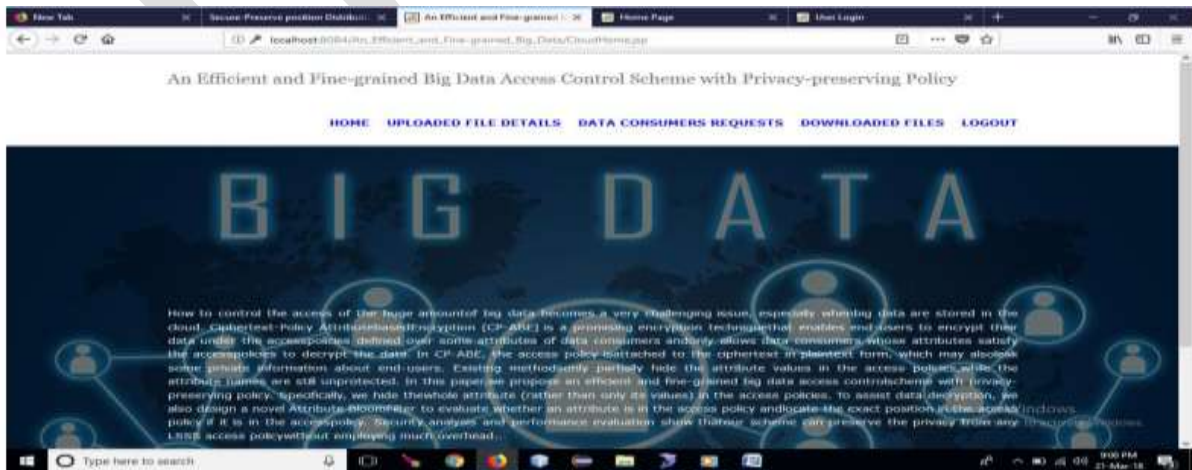 New Tab
Secure-Preserve position Distributi
An Efficient and Fine-grained
Home Page
User Login
localhost:8084/An_Efficient_and_Fine-grained_Big_Data/CloudHome.jsp
An Efficient and Fine-grained Big Data Access Control Scheme with Privacy-preserving Policy
HOME UPLOADED FILE DETAILS DATA CONSUMERS REQUESTS DOWNLOADED FILES LOGOUT
BIG DATA
How to control the access of the huge amountof big data becomes a very challenging issue, especially whenbig data are stored in the
cloud. Ciphertext-Policy AttributebasedEncryption (CP-ABE) is a promising encryption techniquethat enables end-users to encrypt their
data under the accesspolicies defined over some attributes of data consumers andonly allows data consumers whose attributes satisfy
the accesspolicies to decrypt the data. In CP-ABE, the access policy isattached to the ciphertext in plaintext form, which may alsoleak
some private information about end-users. Existing methodsonly partially hide the attribute values in the access policies,while the
attribute names are still unprotected. In this paper,we propose an efficient and fine-grained big data access controlscheme with privacy-
preserving policy. Specifically, we hide thewhole attribute (rather than only its values) in the access policies. To assist data decryption, we
also design a novel Attribute Bloomfilter to evaluate whether an attribute is in the access policy andlocate the exact position in the access
policy if it is in the accesspolicy. Security analysis and performance evaluation show thatour scheme can preserve the privacy from any
LSSS access policywithout employing much overhead...
Type here to search
9:00 PM
21-Mar-18